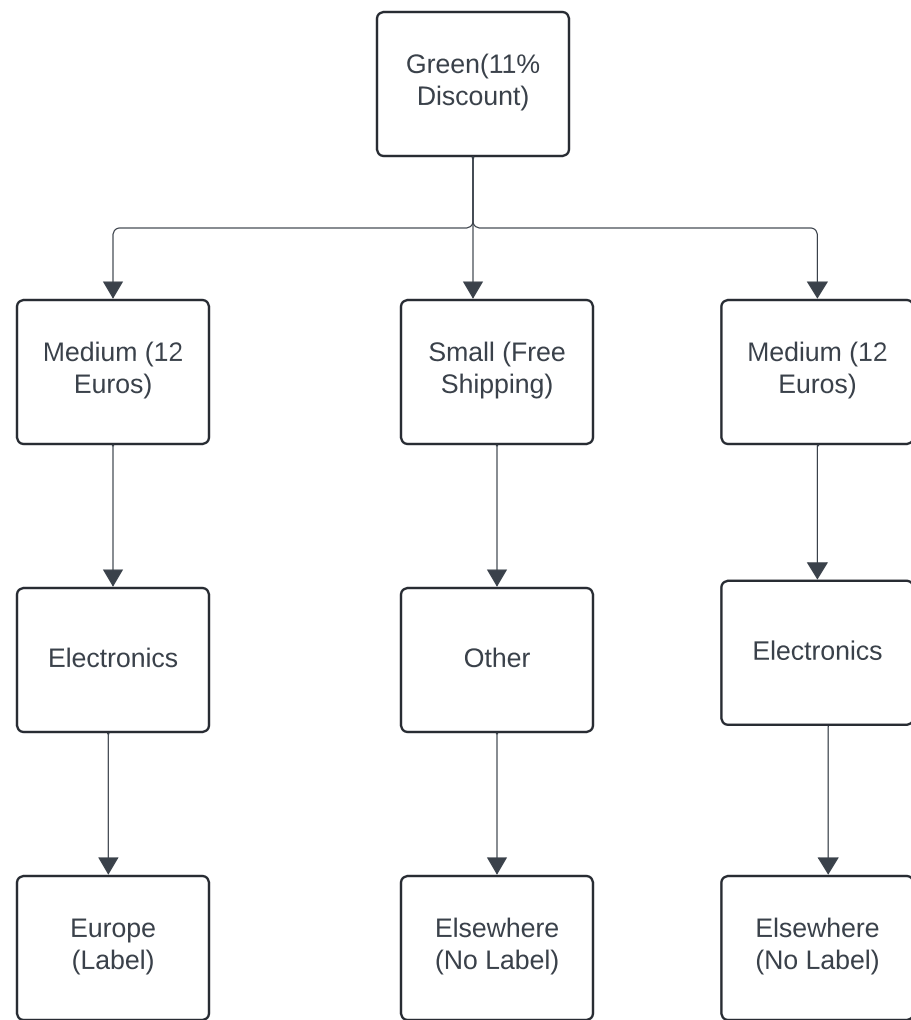 Green(11%
Discount)
Medium (12
Euros)
Small (Free
Shipping)
Medium (12
Euros)
Electronics
Other
Electronics
Europe
(Label)
Elsewhere
(No Label)
Elsewhere
(No Label)